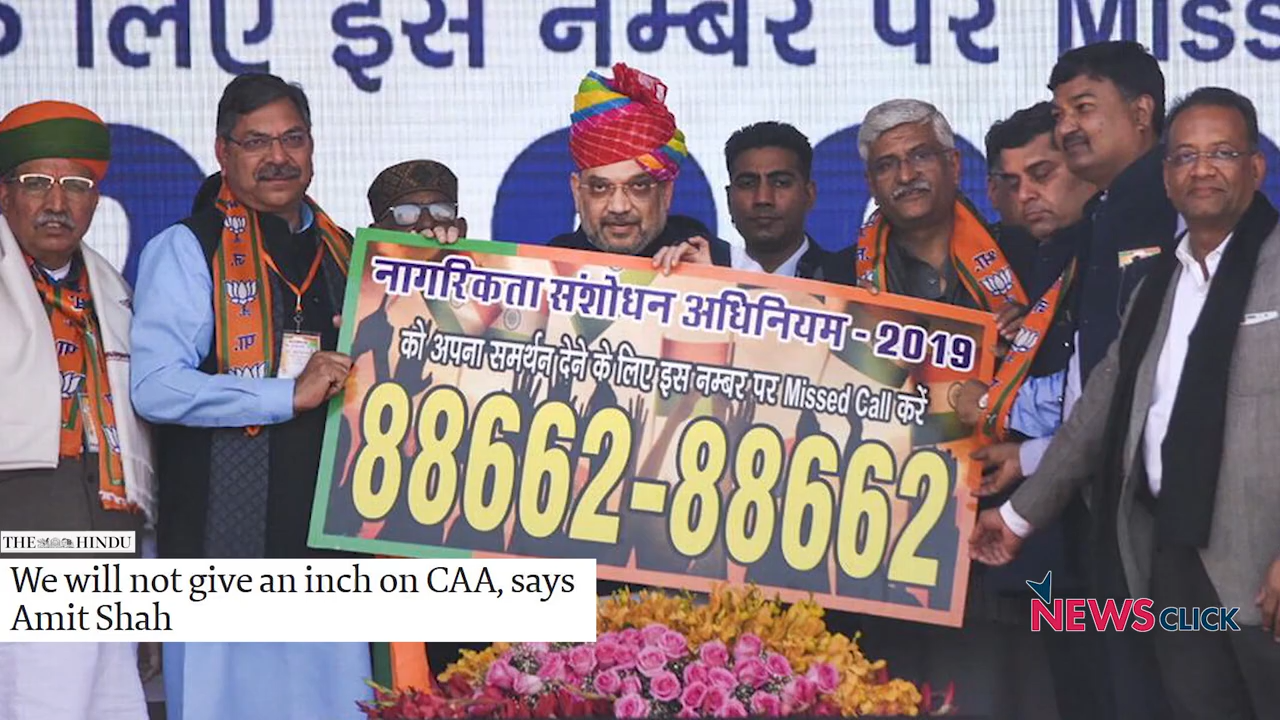 के लिए इस नम्बर पर Miss
नागरिकता संशोधन अधिनियम - 2019
को अपना समर्थन देने के लिए इस नम्बर पर Missed Call करें
88662-88662
THE HINDU
We will not give an inch on CAA, says
Amit Shah
NEWSCLICK